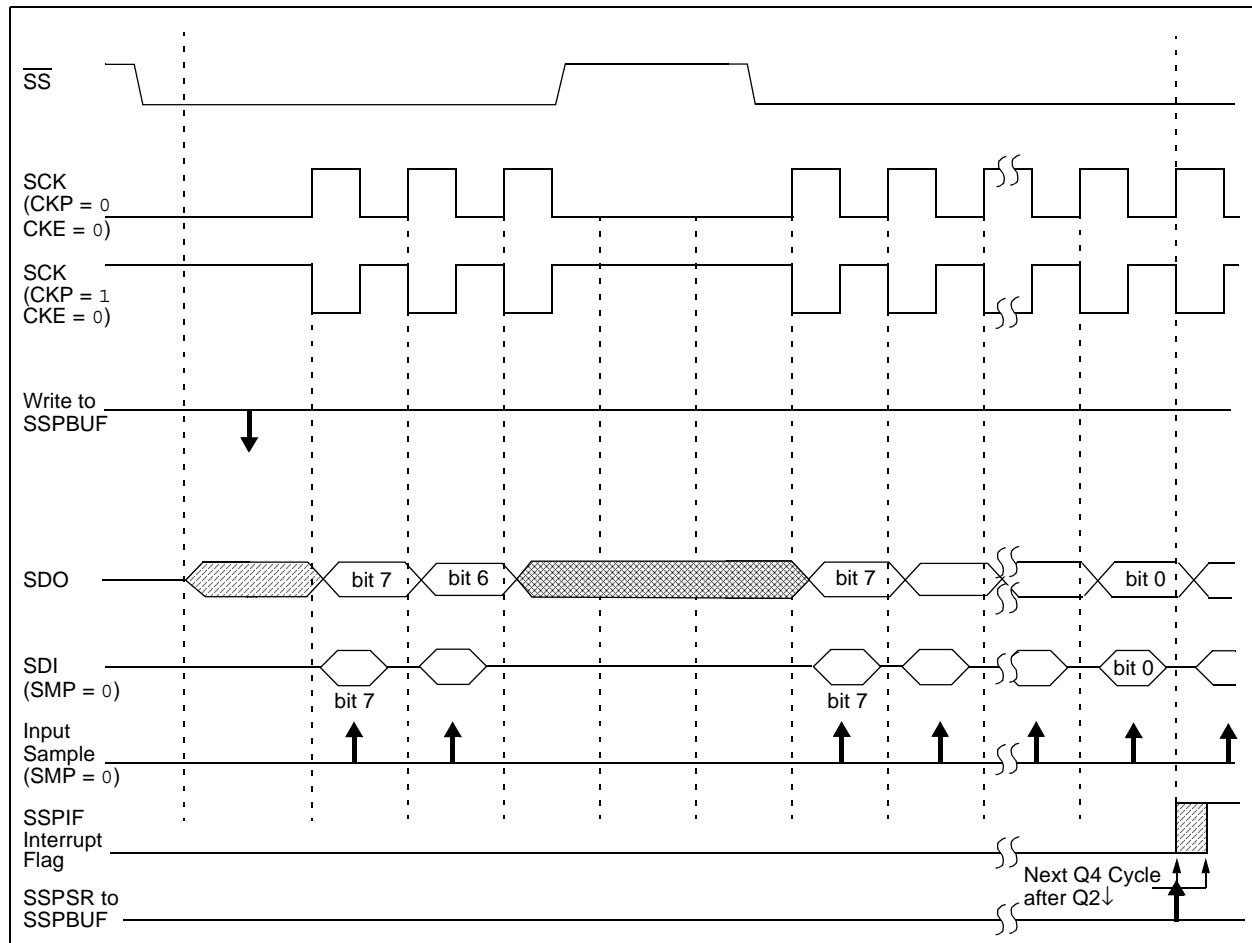 SS
SCK
(CKP = 0
CKE = 0)
SCK
(CKP = 1
CKE = 0)
Write to
SSPBUF
SDO
bit 7
bit 6
bit 7
bit 0
SDI
(SMP = 0)
bit 7
bit 7
bit 0
Input
Sample
(SMP = 0)
SSPIF
Interrupt
Flag
Next Q4 Cycle
after Q2↓
SSPSR to
SSPBUF